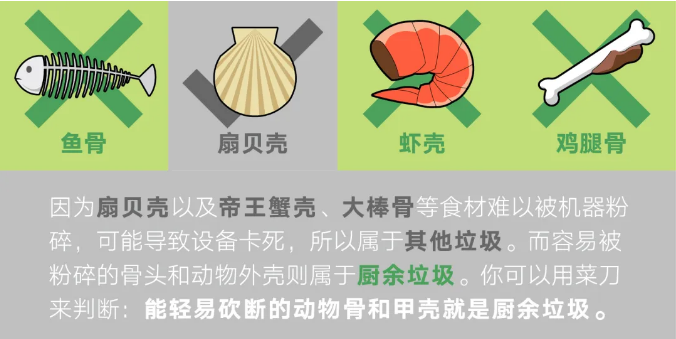 鱼骨
扇贝壳
虾壳
鸡腿骨
因为扇贝壳以及帝王蟹壳、大棒骨等食材难以被机器粉
碎，可能导致设备卡死，所以属于其他垃圾。而容易被
粉碎的骨头和动物外壳则属于厨余垃圾。你可以用菜刀
来判断：能轻易砍断的动物骨和甲壳就是厨余垃圾。